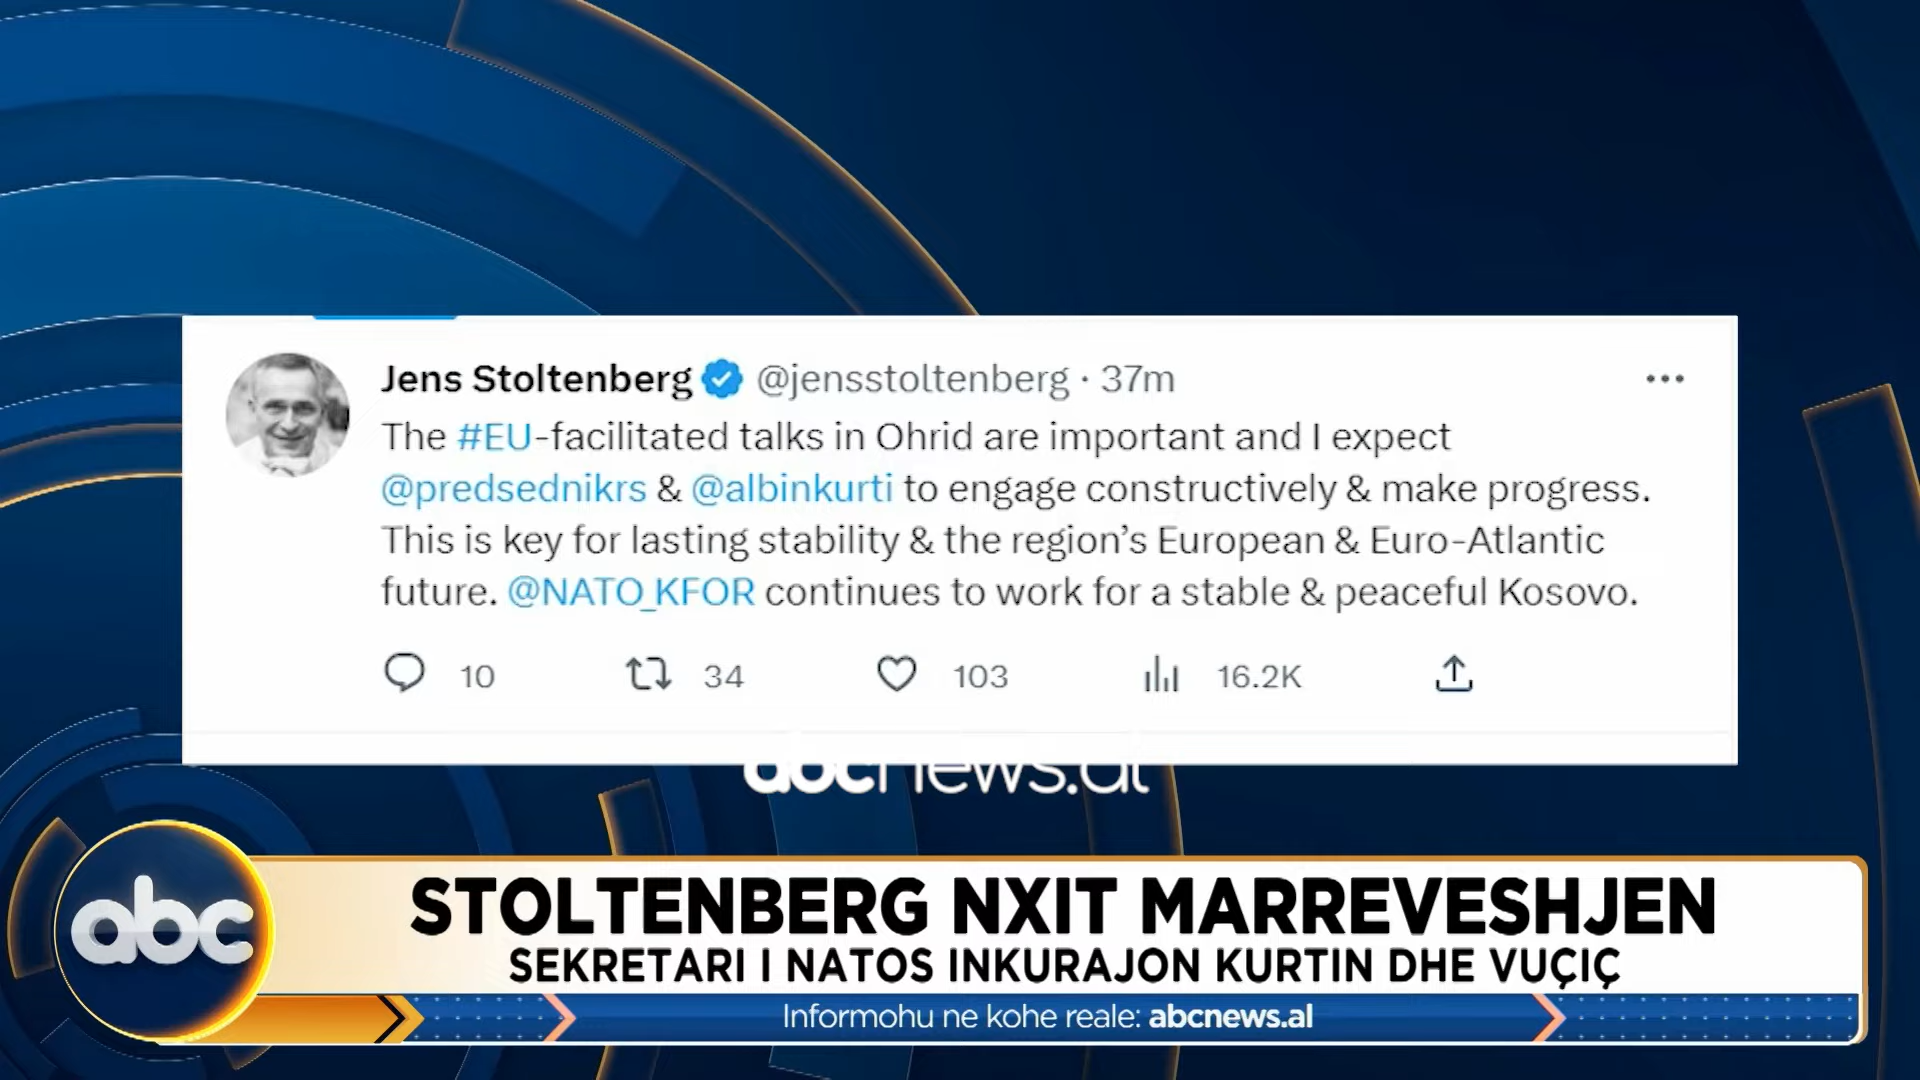 Jens Stoltenberg @jensstoltenberg · 37m
The #EU-facilitated talks in Ohrid are important and I expect
@predsednikrs & @albinkurti to engage constructively & make progress.
This is key for lasting stability & the region’s European & Euro-Atlantic
future. @NATO_KFOR continues to work for a stable & peaceful Kosovo.
10 34 103 16.2K
abcnews.al
abc
STOLTENBERG NXIT MARREVESHJEN
SEKRETARI I NATOS INKURAJON KURTIN DHE VUÇIÇ
Informohu ne kohe reale: abcnews.al